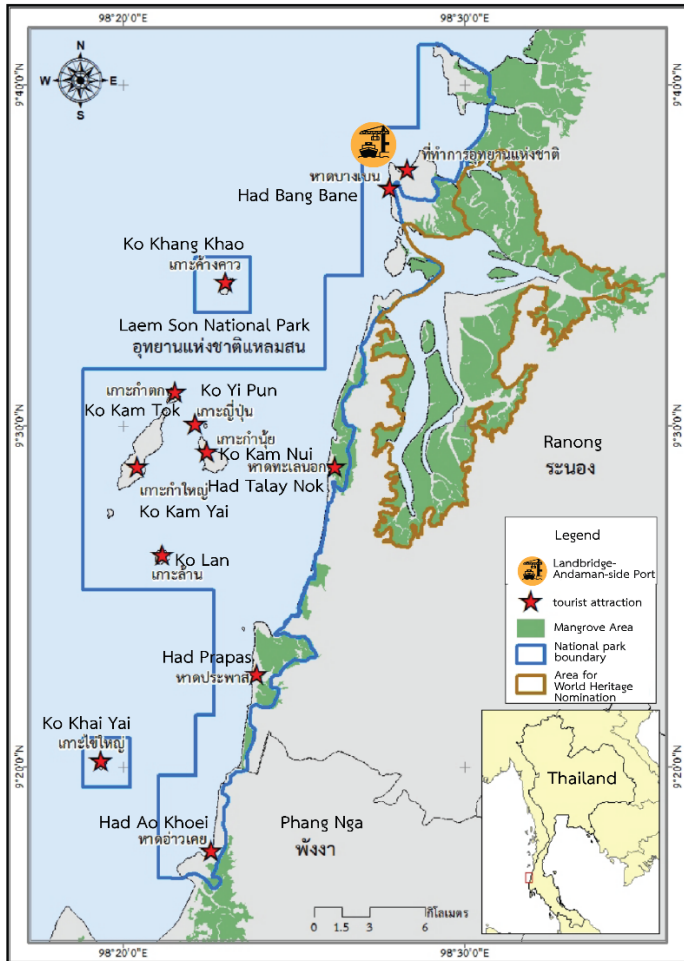 98°20'0"E
98°30'0"E
N
W
E
S
9°40'0"N
9°40'0"N
ที่ทำการอุทยานแห่งชาติ
หาดบางเบน
Had Bang Bane
Ko Khang Khao
เกาะค้างคาว
Laem Son National Park
อุทยานแห่งชาติแหลมสน
เกาะกำตก
Ko Yi Pun
Ko Kam Tok
เกาะญี่ปุ่น
เกาะกำนุ้ย
Ko Kam Nui
หาดทะเลนอก
Had Talay Nok
เกาะกำใหญ่
Ko Kam Yai
9°30'0"N
9°30'0"N
Ranong
ระนอง
Ko Lan
เกาะล้าน
Had Prapas
หาดประพาส
Ko Khai Yai
เกาะไข่ใหญ่
9°20'0"N
9°20'0"N
Had Ao Khoei
หาดอ่าวเคย
Phang Nga
พังงา
กิโลเมตร
0 1.5 3 6
Legend
Landbridge-
Andaman-side Port
tourist attraction
Mangrove Area
National park
boundary
Area for
World Heritage
Nomination
Thailand
98°20'0"E
98°30'0"E